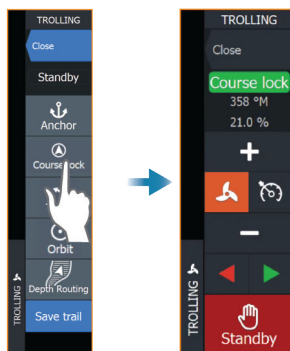 TROLLING
Close
Standby
Anchor
Course lock
Orbit
Depth Routing
Save trail
TROLLING
TROLLING
Close
Course lock
358 °M
21.0 %
Standby
TROLLING